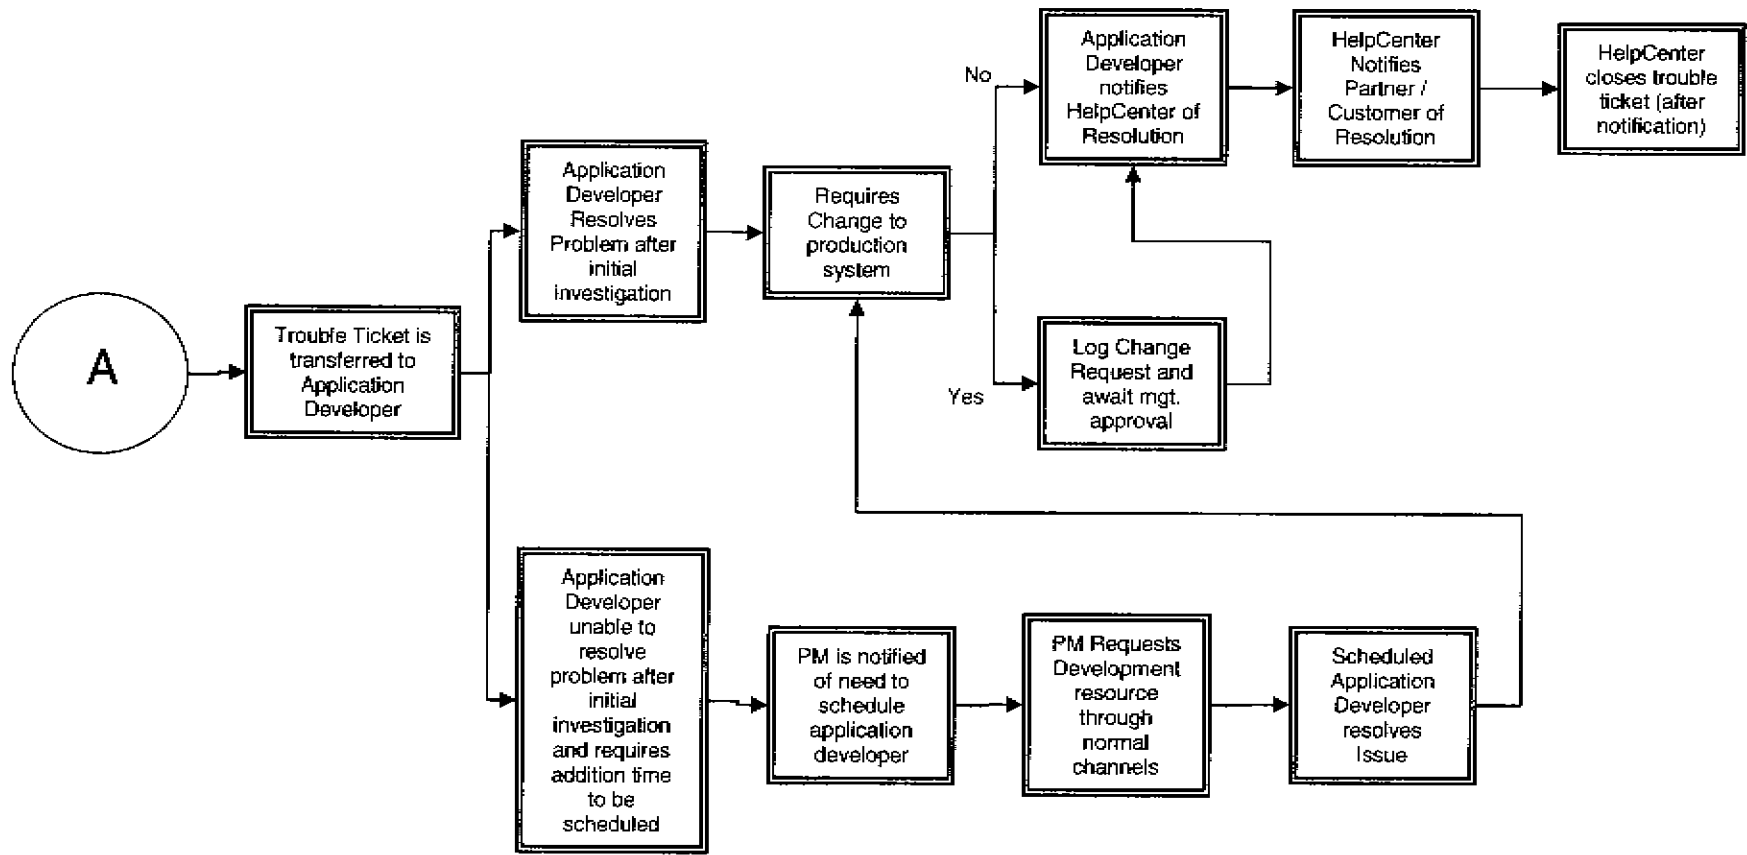 A
Trouble Ticket is
transferred to
Application
Developer
Application
Developer
Resolves
Problem after
initial
investigation
Requires
Change to
production
system
No
Application
Developer
notifies
HelpCenter of
Resolution
HelpCenter
Notifies
Partner /
Customer of
Resolution
HelpCenter
closes trouble
ticket (after
notification)
Yes
Log Change
Request and
await mgt.
approval
Application
Developer
unable to
resolve
problem after
initial
investigation
and requires
addition time
to be
scheduled
PM is notified
of need to
schedule
application
developer
PM Requests
Development
resource
through
normal
channels
Scheduled
Application
Developer
resolves
Issue